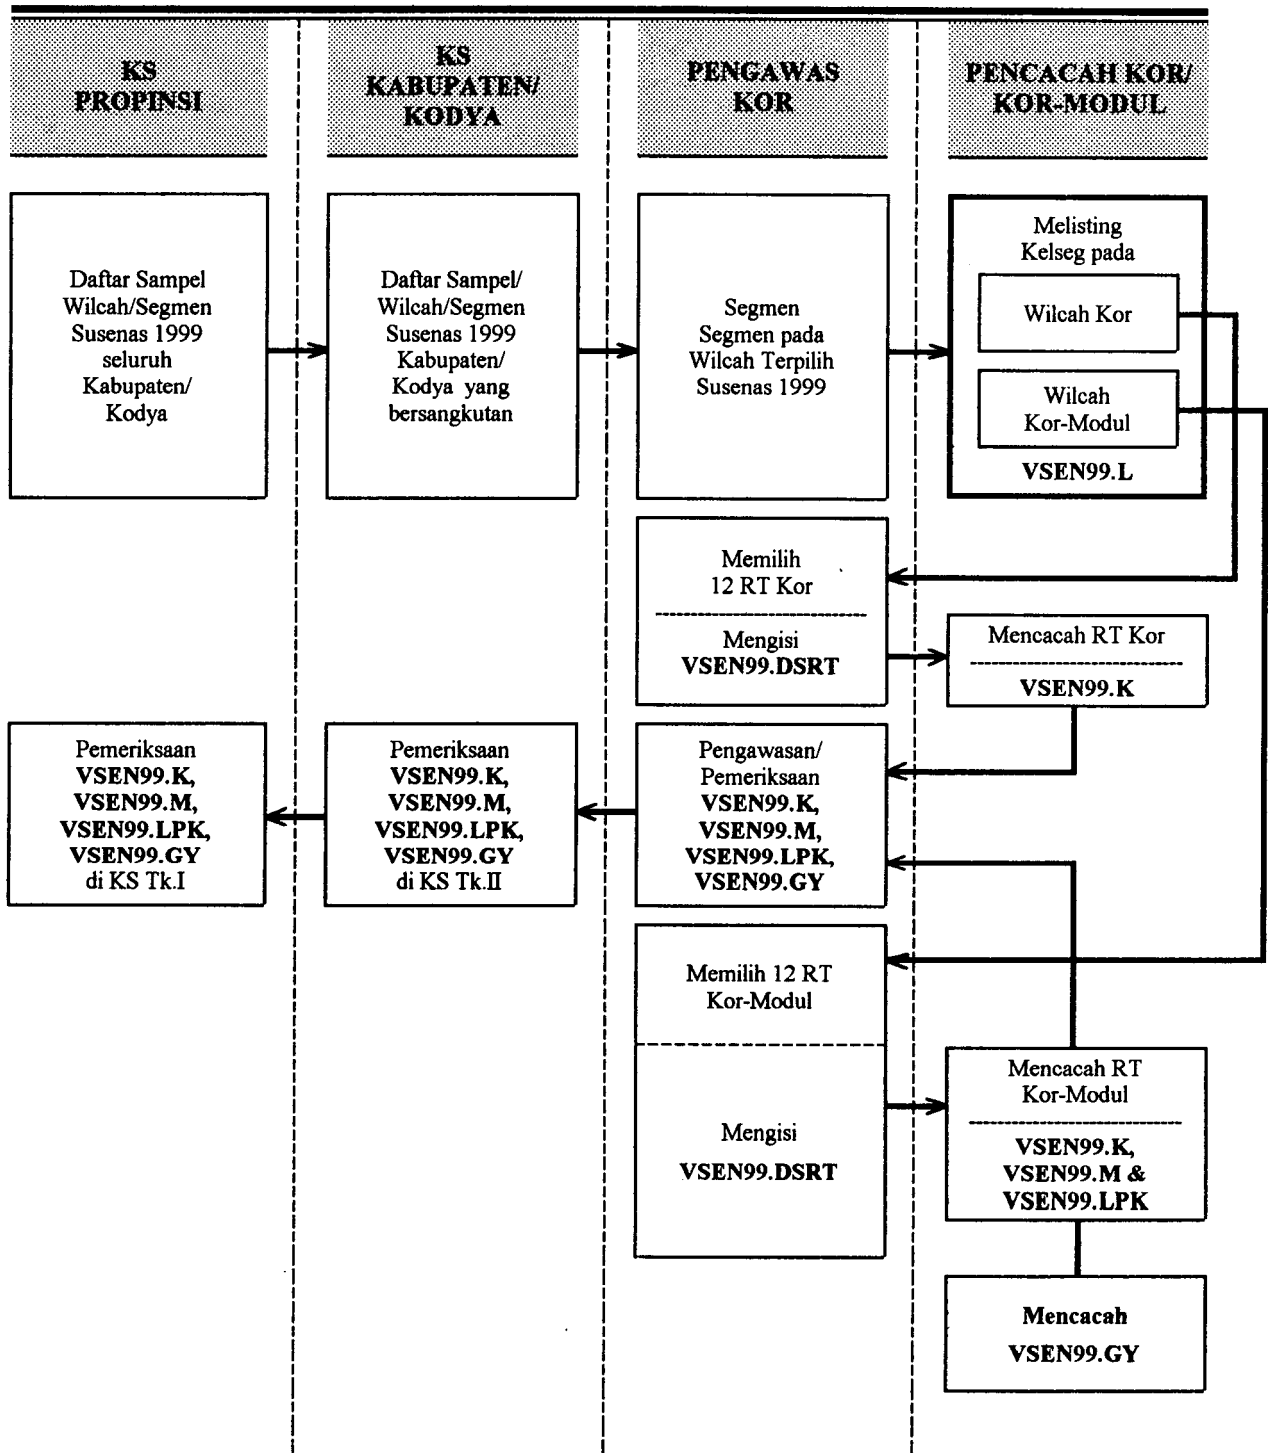 KS
PROPINSI
KS
KABUPATEN/
KODYA
PENGAWAS
KOR
PENCACAH KOR/
KOR-MODUL
Daftar Sampel
Wilcah/Segmen
Susenas 1999
seluruh
Kabupaten/
Kodya
Daftar Sampel/
Wilcah/Segmen
Susenas 1999
Kabupaten/
Kodya yang
bersangkutan
Segmen
Segmen pada
Wilcah Terpilih
Susenas 1999
Melisting
Kelseg pada
Wilcah Kor
Wilcah
Kor-Modul
VSEN99.L
Memilih
12 RT Kor
Mengisi
VSEN99.DSRT
Mencacah RT Kor
VSEN99.K
Pemeriksaan
VSEN99.K,
VSEN99.M,
VSEN99.LPK,
VSEN99.GY
di KS Tk.I
Pemeriksaan
VSEN99.K,
VSEN99.M,
VSEN99.LPK,
VSEN99.GY
di KS Tk.II
Pengawasan/
Pemeriksaan
VSEN99.K,
VSEN99.M,
VSEN99.LPK,
VSEN99.GY
Memilih 12 RT
Kor-Modul
Mengisi
VSEN99.DSRT
Mencacah RT
Kor-Modul
VSEN99.K,
VSEN99.M &
VSEN99.LPK
Mencacah
VSEN99.GY